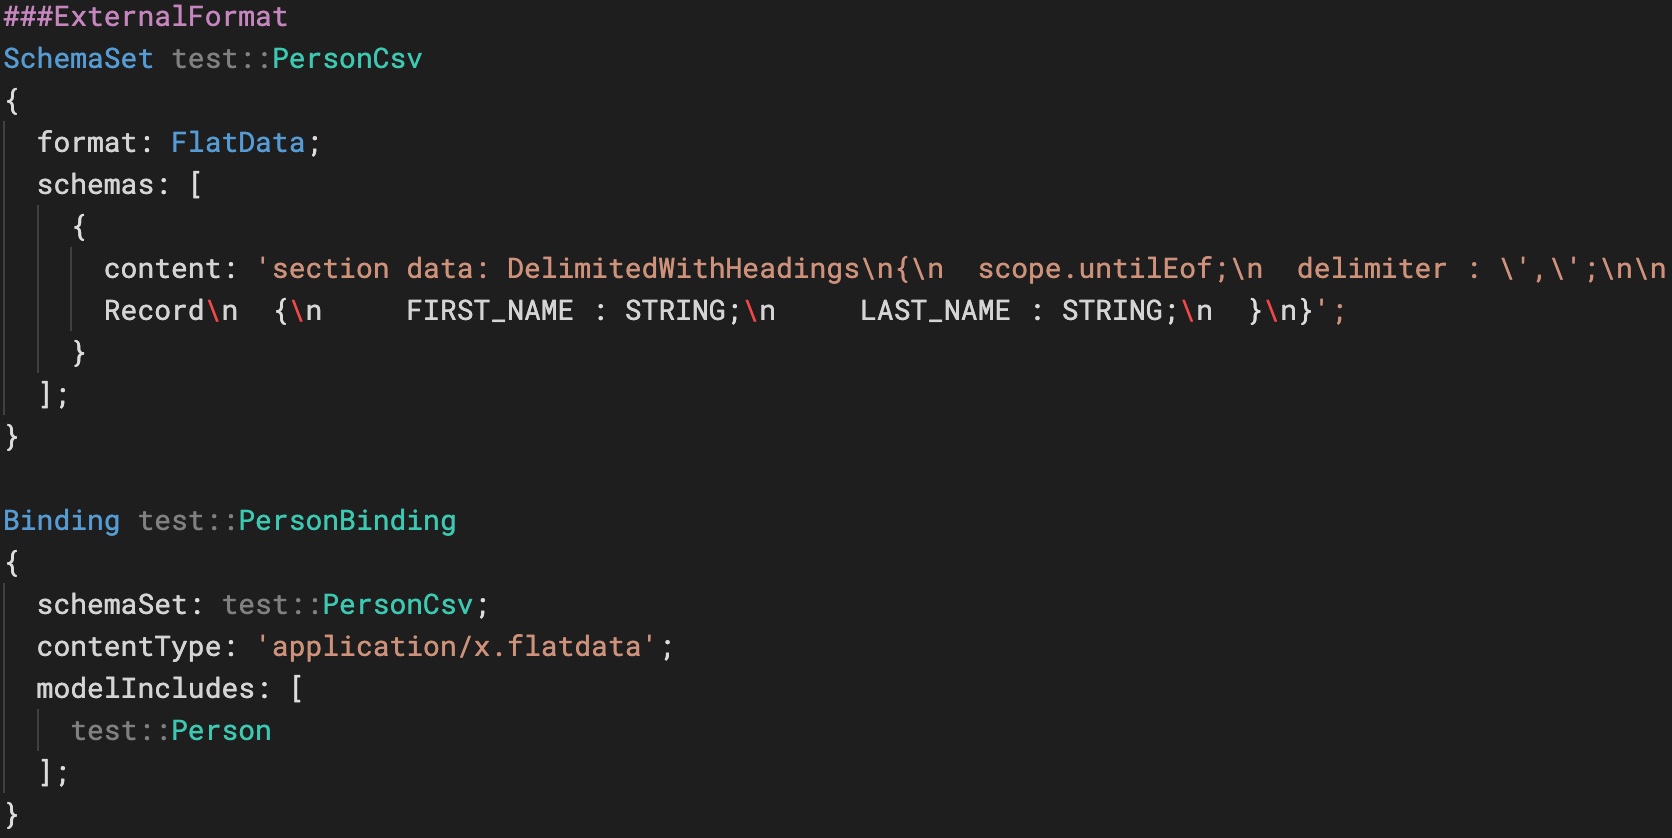 ###ExternalFormat
SchemaSet test::PersonCsv
{
  format: FlatData;
  schemas: [
    {
      content: 'section data: DelimitedWithHeadings\n{\n  scope.untilEof;\n  delimiter : \',\';\n\n
      Record\n  {\n     FIRST_NAME : STRING;\n     LAST_NAME : STRING;\n  }\n}';
    }
  ];
}

Binding test::PersonBinding
{
  schemaSet: test::PersonCsv;
  contentType: 'application/x.flatdata';
  modelIncludes: [
    test::Person
  ];
}